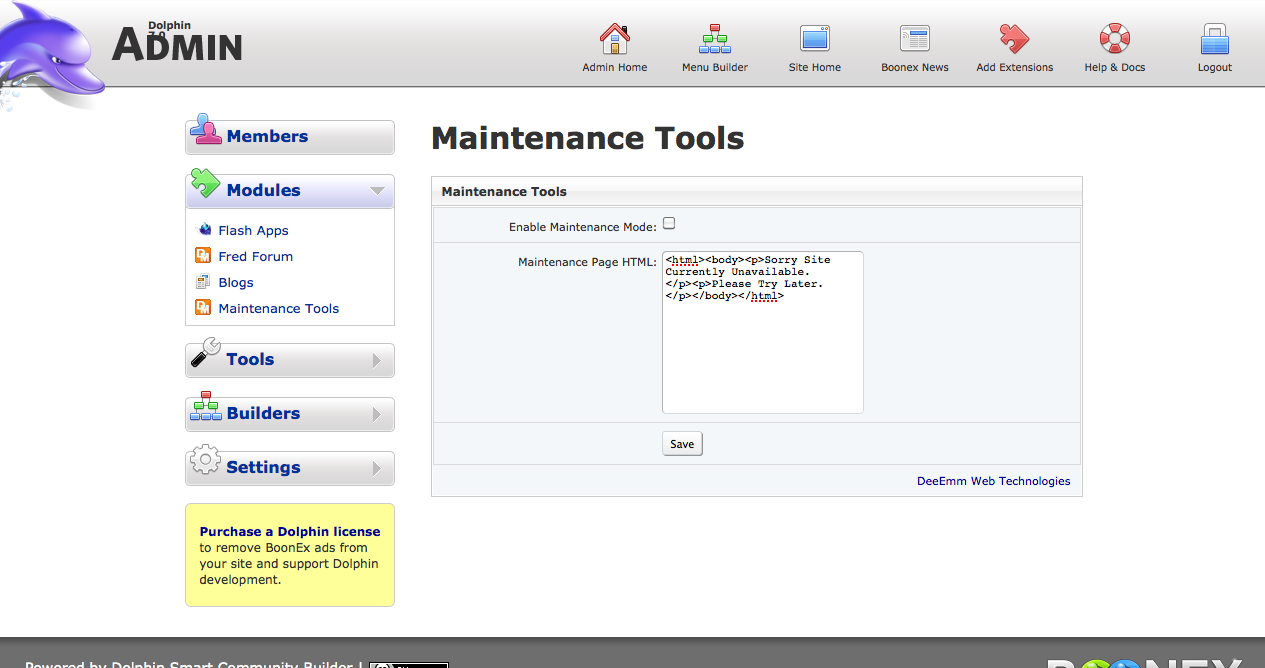 Dolphin
7.0
ADMIN
Admin Home
Menu Builder
Site Home
Boonex News
Add Extensions
Help & Docs
Logout
Members
Modules
Flash Apps
Fred Forum
Blogs
Maintenance Tools
Tools
Builders
Settings
Purchase a Dolphin license
to remove BoonEx ads from
your site and support Dolphin
development.
Maintenance Tools
Maintenance Tools
Enable Maintenance Mode:
Maintenance Page HTML:
<html><body><p>Sorry Site
Currently Unavailable.
</p><p>Please Try Later.
</p></body></html>
Save
DeeEmm Web Technologies
Powered by Dolphin Smart Community Builder |
BOONEX